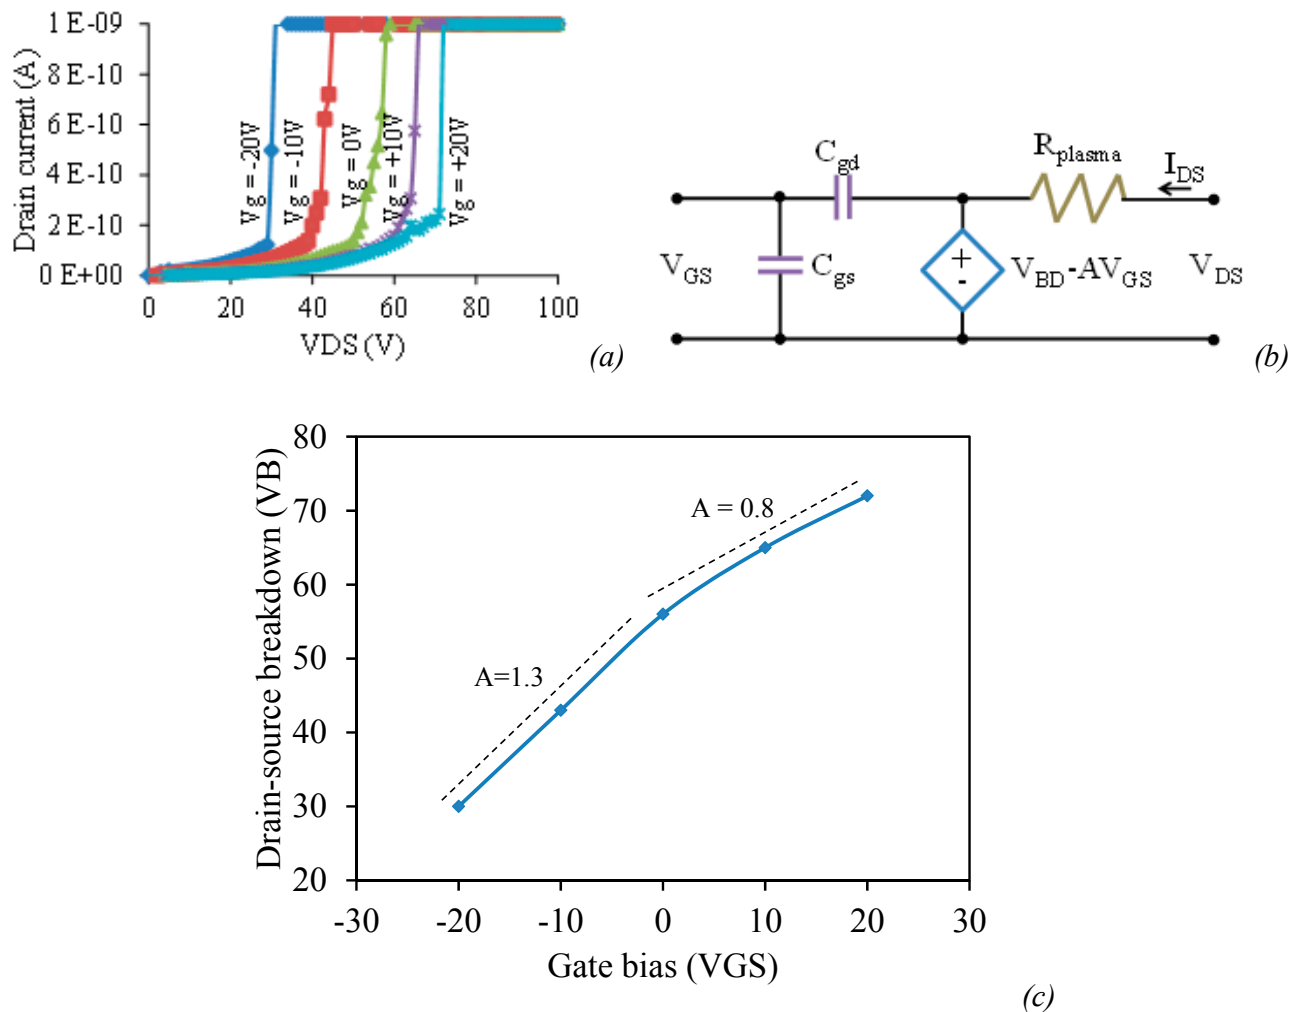 1 E-09
8 E-10
6 E-10
4 E-10
2 E-10
0 E+00
Drain current (A)
Vg = -20V
Vg = -10V
Vg = 0V
Vg = +10V
Vg = +20V
0 20 40 60 80 100
VDS (V)
(a)
Cgd
Rplasma
IDS
VGS
Cgs
+
-
VBD-AVGS
VDS
(b)
80
70
60
50
40
30
20
Drain-source breakdown (VB)
A = 0.8
A=1.3
-30 -20 -10 0 10 20 30
Gate bias (VGS)
(c)